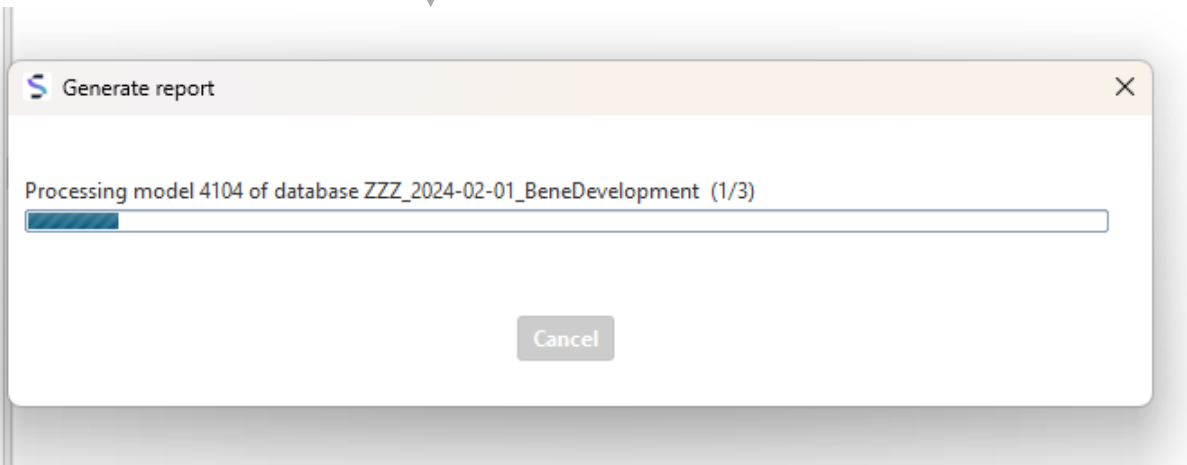 Generate report
Processing model 4104 of database ZZZ_2024-02-01_BeneDevelopment (1/3)
Cancel